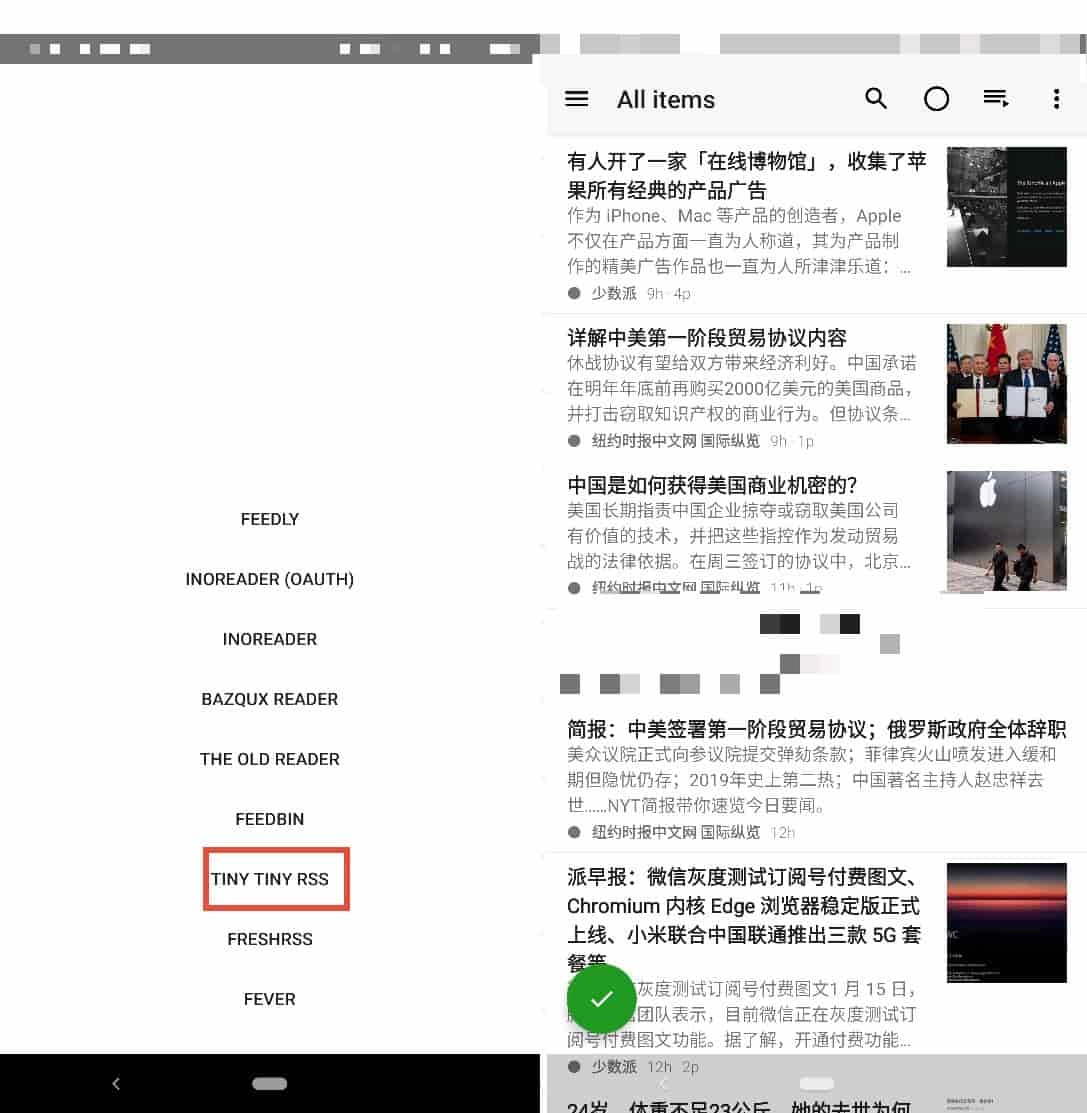 FEEDLY
INOREADER (OAUTH)
INOREADER
BAZQUX READER
THE OLD READER
FEEDBIN
TINY TINY RSS
FRESHRSS
FEVER
All items
有人开了一家「在线博物馆」，收集了苹
果所有经典的产品广告
作为 iPhone、Mac 等产品的创造者，Apple
不仅在产品方面一直为人称道，其为产品制
作的精美广告作品也一直为人所津津乐道：...
少数派 9h · 4p
详解中美第一阶段贸易协议内容
休战协议有望给双方带来经济利好。中国承诺
在明年年底前再购买2000亿美元的美国商品，
并打击窃取知识产权的商业行为。但协议条...
纽约时报中文网 国际纵览 9h · 1p
中国是如何获得美国商业机密的？
美国长期指责中国企业掠夺或窃取美国公司
有价值的技术，并把这些指控作为发动贸易
战的法律依据。在周三签订的协议中，北京...
纽约时报中文网 国际纵览 11h · 1p
简报：中美签署第一阶段贸易协议；俄罗斯政府全体辞职
美众议院正式向参议院提交弹劾条款；菲律宾火山喷发进入缓和
期但隐忧仍存；2019年史上第二热；中国著名主持人赵忠祥去
世……NYT简报带你速览今日要闻。
纽约时报中文网 国际纵览 12h
派早报：微信灰度测试订阅号付费图文、
Chromium 内核 Edge 浏览器稳定版正式
上线、小米联合中国联通推出三款 5G 套
餐等
灰度测试订阅号付费图文1 月 15 日，
团队表示，目前微信正在灰度测试订
阅号付费图文功能。据了解，开通付费功能...
少数派 12h · 2p
24岁，体重不足23公斤，她的去世为何